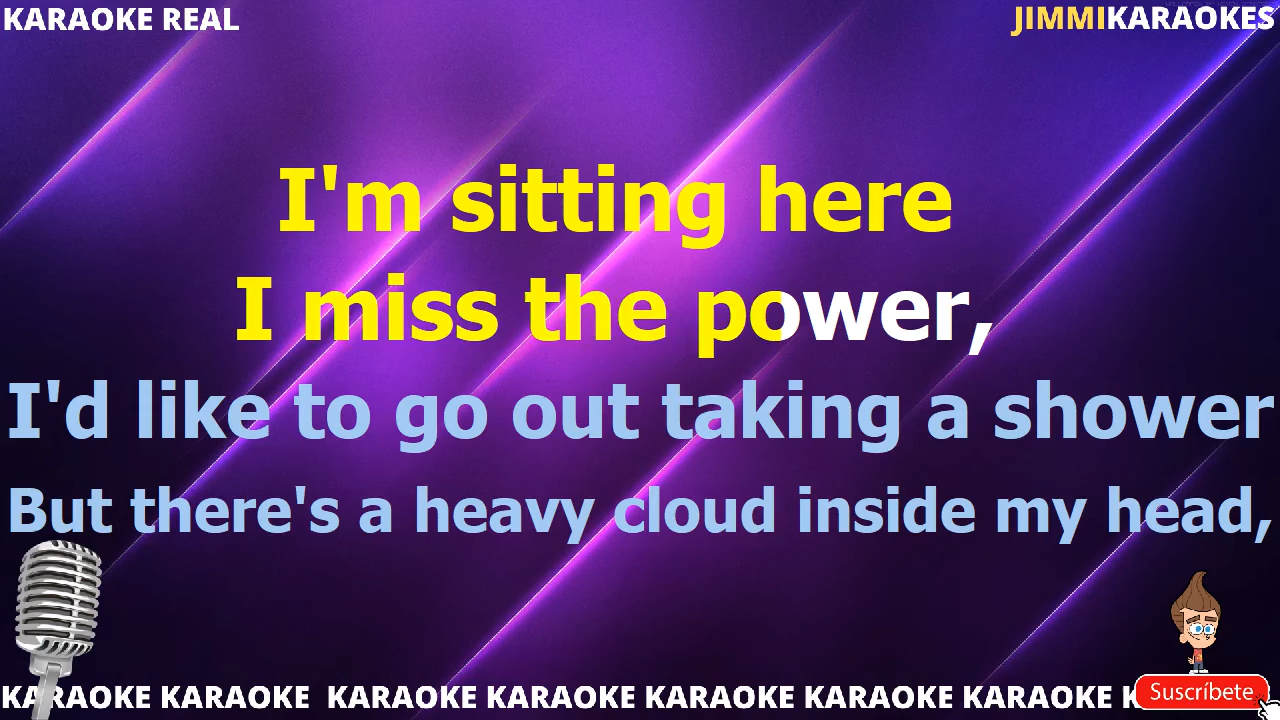 KARAOKE REAL
JIMMIKARAOKES
I'm sitting here
I miss the power,
I'd like to go out taking a shower
But there's a heavy cloud inside my head,
KARAOKE KARAOKE KARAOKE KARAOKE KARAOKE KARAOKE KARAOKE K
Suscríbete